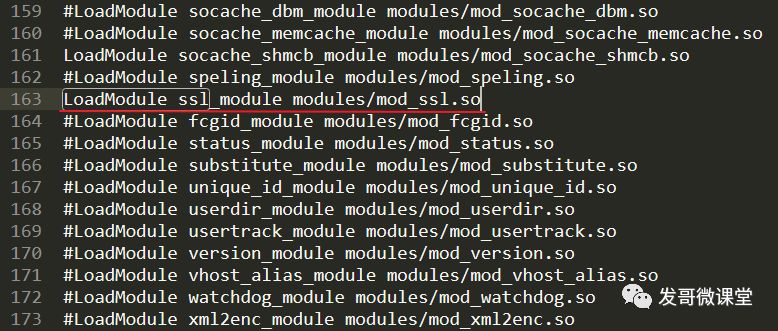 159 #LoadModule socache_dbm_module modules/mod_socache_dbm.so
160 #LoadModule socache_memcache_module modules/mod_socache_memcache.so
161 LoadModule socache_shmcb_module modules/mod_socache_shmcb.so
162 #LoadModule speling_module modules/mod_speling.so
163 LoadModule ssl_module modules/mod_ssl.so
164 #LoadModule fcgid_module modules/mod_fcgid.so
165 #LoadModule status_module modules/mod_status.so
166 #LoadModule substitute_module modules/mod_substitute.so
167 #LoadModule unique_id_module modules/mod_unique_id.so
168 #LoadModule userdir_module modules/mod_userdir.so
169 #LoadModule usertrack_module modules/mod_usertrack.so
170 #LoadModule version_module modules/mod_version.so
171 #LoadModule vhost_alias_module modules/mod_vhost_alias.so
172 #LoadModule watchdog_module modules/mod_watchdog.so
173 #LoadModule xml2enc_module modules/mod_xml2enc.so
发哥微课堂